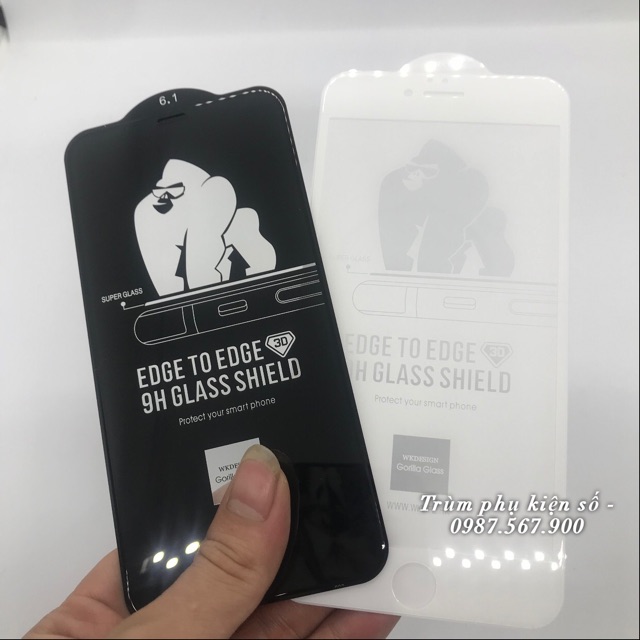 6.1
SUPER GLASS
EDGE TO EDGE 3D
9H GLASS SHIELD
Protect your smart phone
WKDESIGN
EDGE TO EDGE 3D
9H GLASS SHIELD
Protect your smart phone
WKDESIGN
Gorilla Glass
Trùm phụ kiện số -
0987.567.900